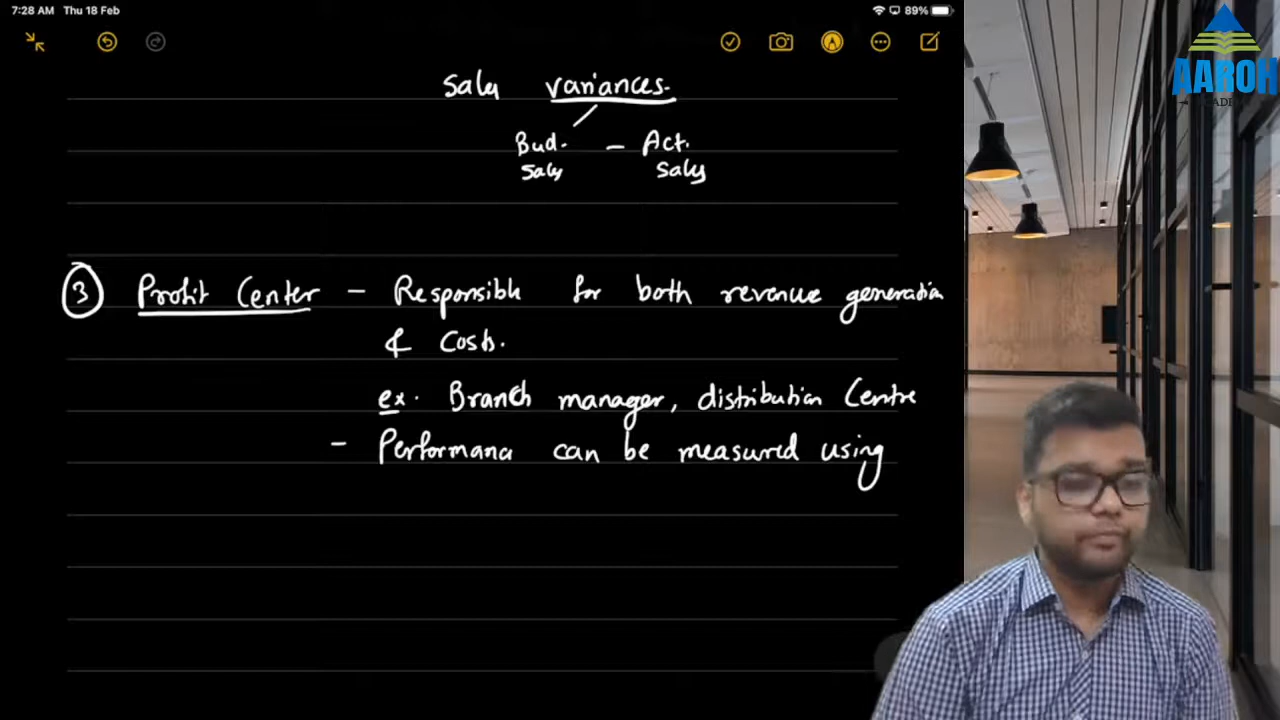 7:28 AM Thu 18 Feb
89%
AAROH
ACADEMY
Sales variances.
Bud. - Act.
Sales Sales
③ Profit Center - Responsible for both revenue generation
& Costs.
ex. Branch manager, distribution Centre
- Performance can be measured using